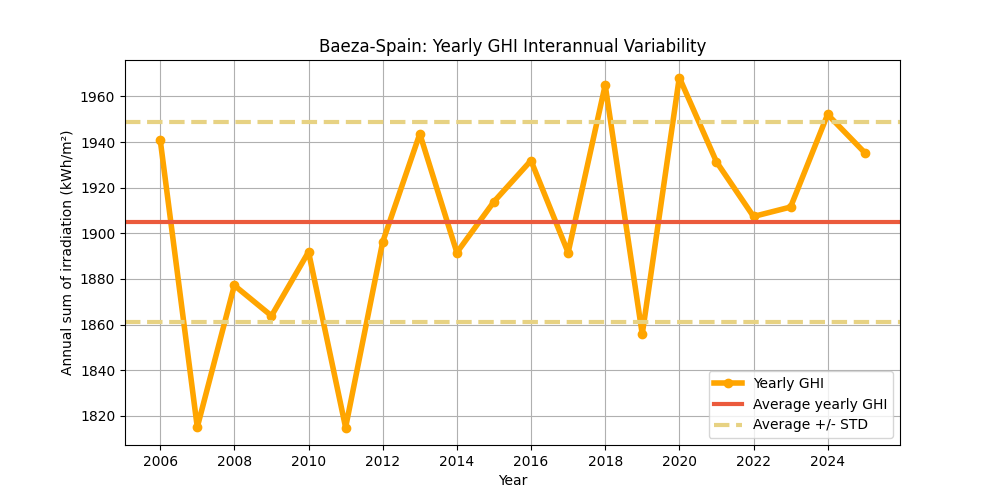 Baeza-Spain: Yearly GHI Interannual Variability
Annual sum of irradiation (kWh/m²)
1960
1940
1920
1900
1880
1860
1840
1820
Yearly GHI
Average yearly GHI
Average +/- STD
2006 2008 2010 2012 2014 2016 2018 2020 2022 2024
Year